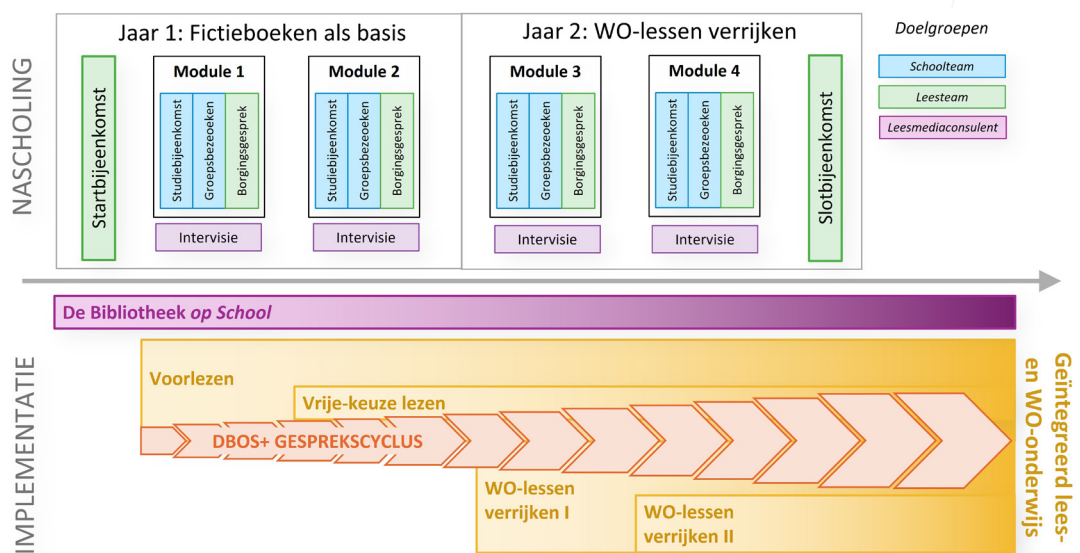 NASCHOLING
Jaar 1: Fictieboeken als basis
Startbijeenkomst
Module 1
Studiebijeenkomst
Groepsbezoeken
Borgingsgesprek
Intervisie
Module 2
Studiebijeenkomst
Groepsbezoeken
Borgingsgesprek
Intervisie
Jaar 2: WO-lessen verrijken
Module 3
Studiebijeenkomst
Groepsbezoeken
Borgingsgesprek
Intervisie
Module 4
Studiebijeenkomst
Groepsbezoeken
Borgingsgesprek
Intervisie
Slotbijeenkomst
Doelgroepen
Schoolteam
Leesteam
Leesmediaconsulent
IMPLEMENTATIE
De Bibliotheek op School
Voorlezen
Vrije-keuze lezen
DBOS+ GESPREKSCYCLUS
WO-lessen
verrijken I
WO-lessen
verrijken II
Geïntegreerd lees-
en WO-onderwijs